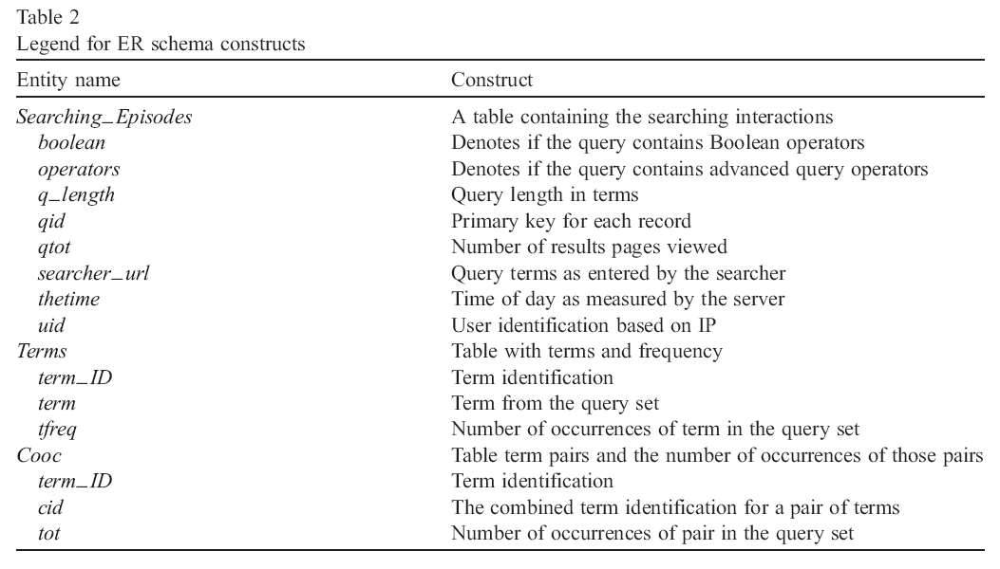 Table 2
Legend for ER schema constructs
Entity name Construct
Searching_Episodes A table containing the searching interactions
boolean Denotes if the query contains Boolean operators
operators Denotes if the query contains advanced query operators
q_length Query length in terms
qid Primary key for each record
qtot Number of results pages viewed
searcher_url Query terms as entered by the searcher
thetime Time of day as measured by the server
uid User identification based on IP
Terms Table with terms and frequency
term_ID Term identification
term Term from the query set
tfreq Number of occurrences of term in the query set
Cooc Table term pairs and the number of occurrences of those pairs
term_ID Term identification
cid The combined term identification for a pair of terms
tot Number of occurrences of pair in the query set